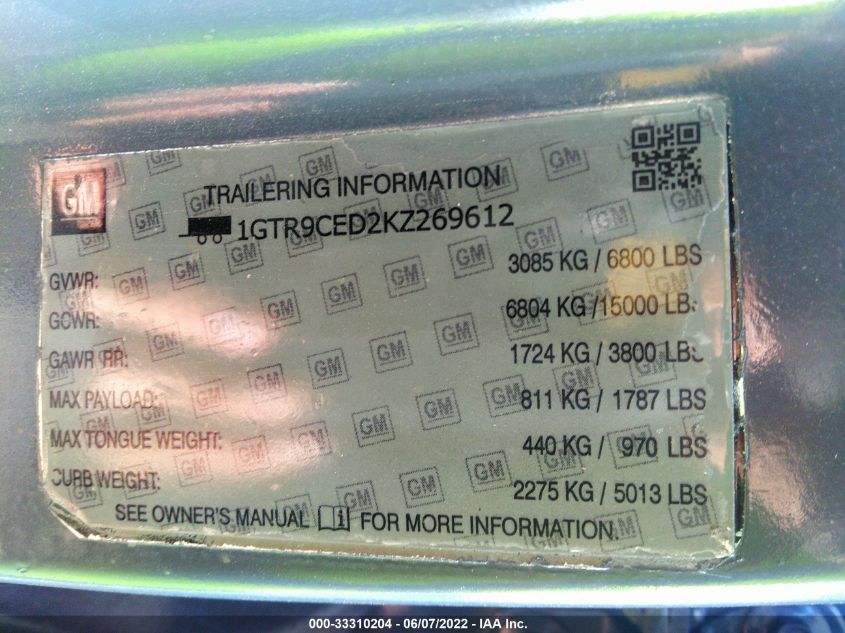 GM
TRAILERING INFORMATION
1GTR9CED2KZ269612
GVWR: 3085 KG / 6800 LBS
GCWR: 6804 KG /15000 LBS
GAWR RR: 1724 KG / 3800 LBS
MAX PAYLOAD: 811 KG / 1787 LBS
MAX TONGUE WEIGHT: 440 KG / 970 LBS
CURB WEIGHT: 2275 KG / 5013 LBS
SEE OWNER'S MANUAL i FOR MORE INFORMATION.
000-33310204 - 06/07/2022 - IAA Inc.